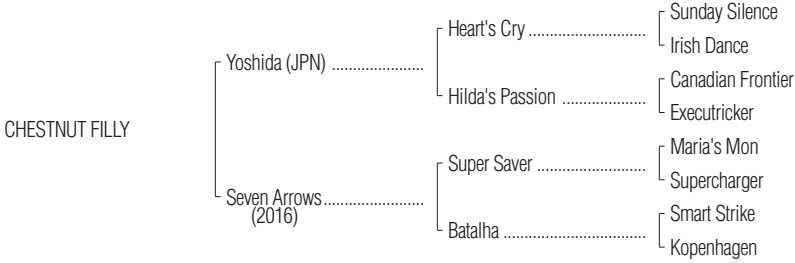 Sunday Silence
Heart's Cry ..............................
Irish Dance
Yoshida (JPN) .......................
Canadian Frontier
Hilda's Passion .....................
Executricker
CHESTNUT FILLY
Maria's Mon
Super Saver ...........................
Supercharger
Seven Arrows.........................
(2016)
Smart Strike
Batalha ....................................
Kopenhagen